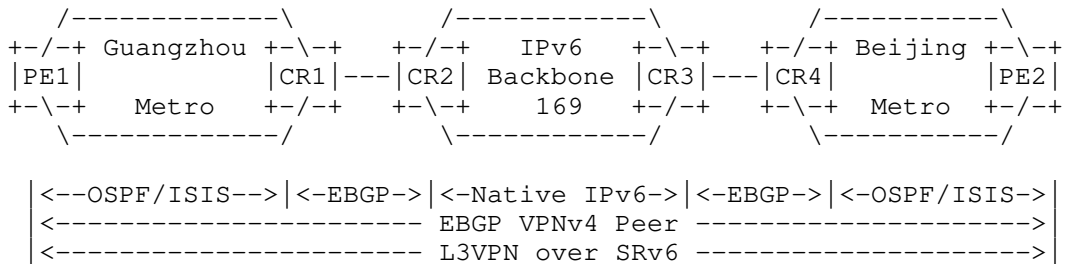 /-------------\ /------------\ /-----------\
+-/-+ Guangzhou +-\-+ +-/-+ IPv6 +-\-+ +-/-+ Beijing +-\-+
|PE1| |CR1|---|CR2| Backbone |CR3|---|CR4| |PE2|
+-\-+ Metro +-/-+ +-\-+ 169 +-/-+ +-\-+ Metro +-/-+
\-------------/ \------------/ \-----------/
|<--OSPF/ISIS-->|<-EBGP->|<-Native IPv6->|<-EBGP->|<-OSPF/ISIS->|
|<----------------------- EBGP VPNv4 Peer --------------------->|
|<----------------------- L3VPN over SRv6 --------------------->|